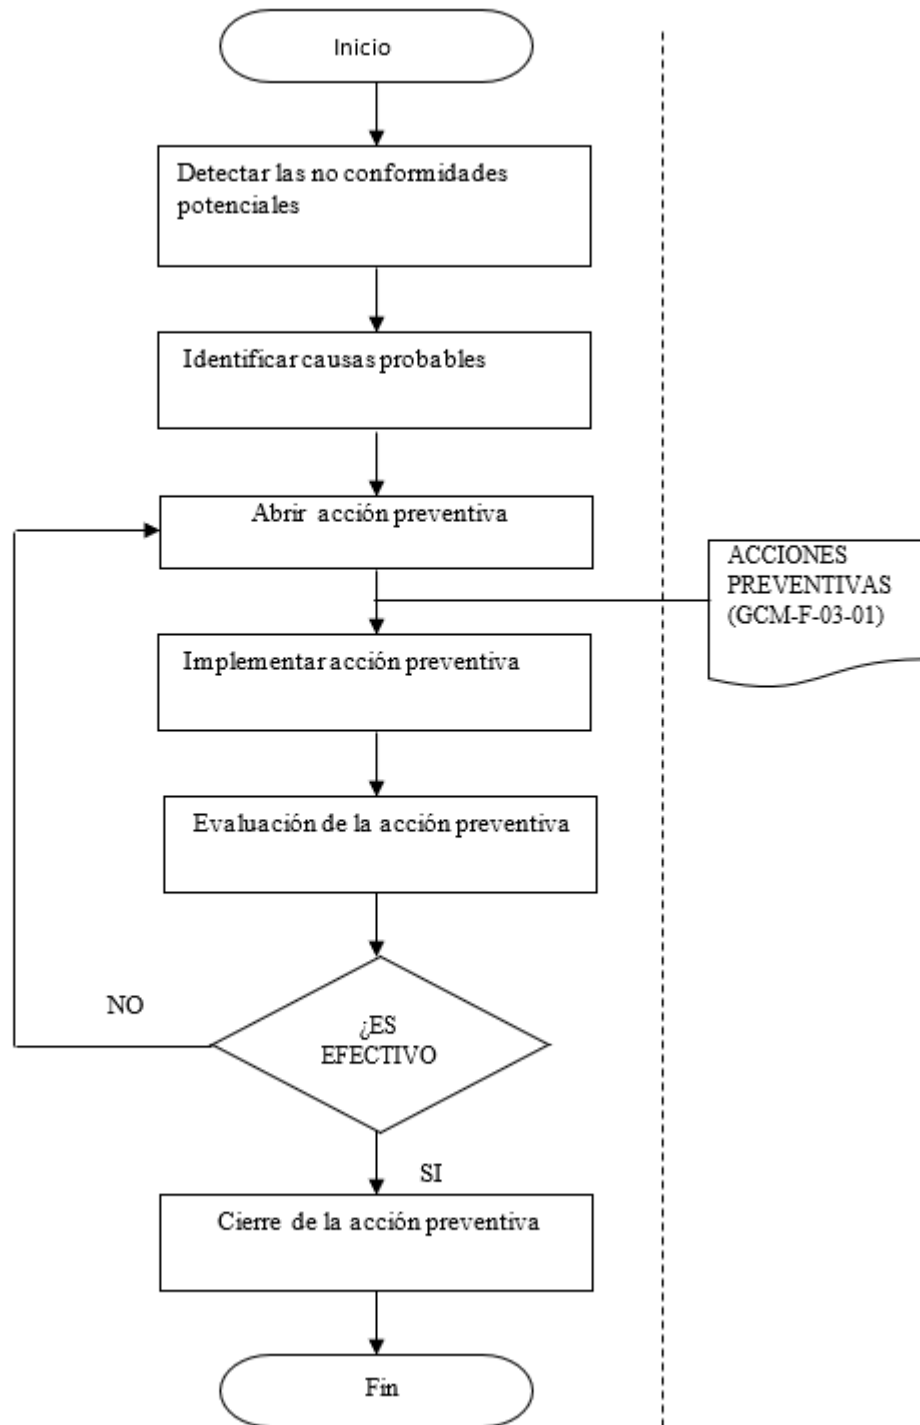 Inicio
Detectar las no conformidades
potenciales
Identificar causas probables
Abrir acción preventiva
ACCIONES
PREVENTIVAS
(GCM-F-03-01)
Implementar acción preventiva
Evaluación de la acción preventiva
NO
¿ES
EFECTIVO
SI
Cierre de la acción preventiva
Fin